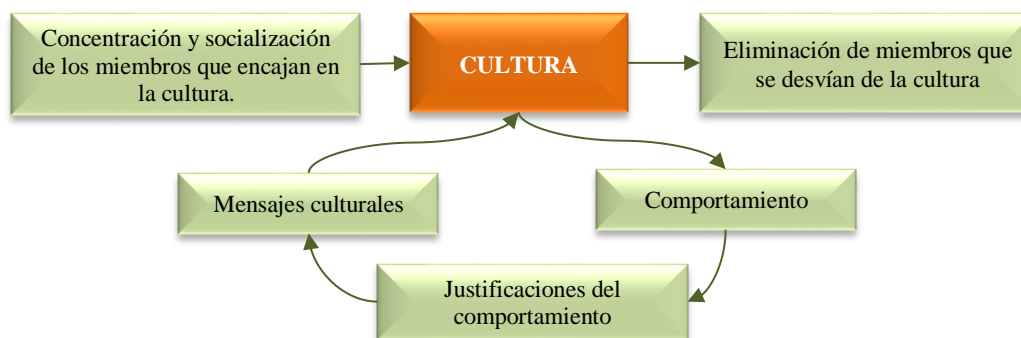 Concentración y socialización
de los miembros que encajan en
la cultura.
CULTURA
Eliminación de miembros que
se desvían de la cultura
Mensajes culturales
Comportamiento
Justificaciones del
comportamiento